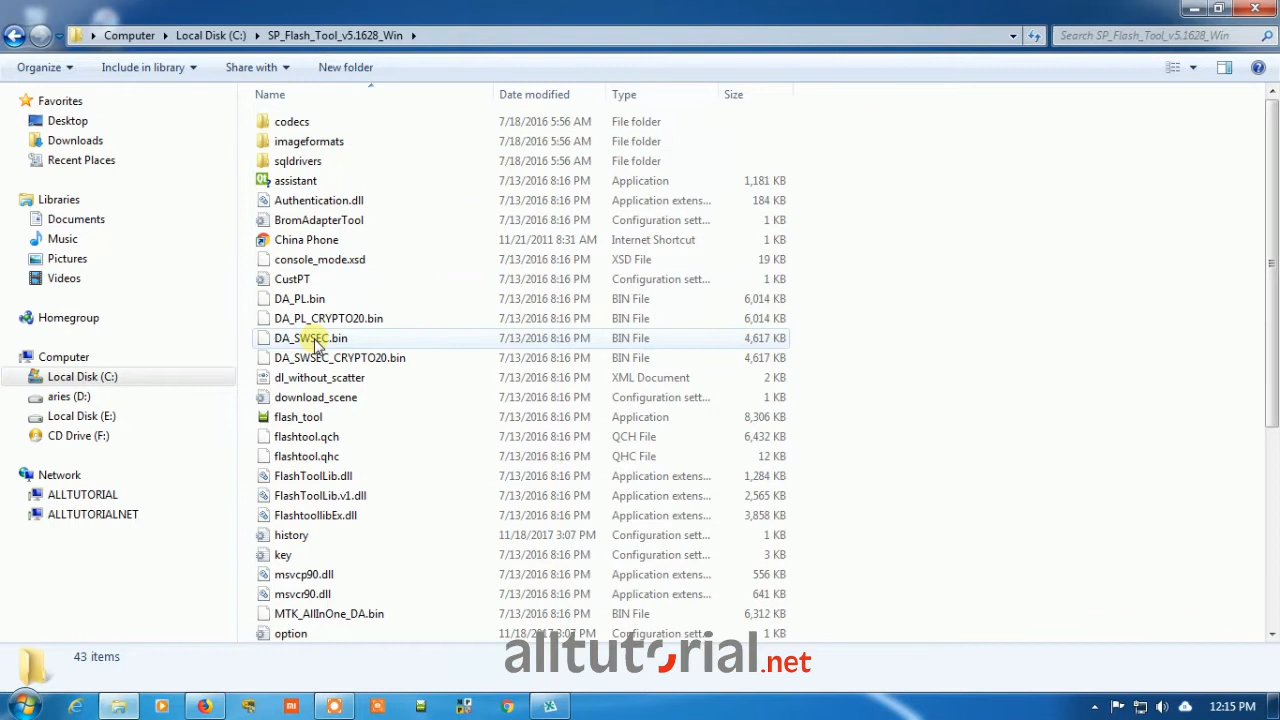 Computer Local Disk (C:) SP_Flash_Tool_v5.1628_Win Search SP_Flash_Tool_v5.1628_Win
Organize Include in library Share with New folder
Name Date modified Type Size
Favorites
Desktop
Downloads
Recent Places
Libraries
Documents
Music
Pictures
Videos
Homegroup
Computer
Local Disk (C:)
aries (D:)
Local Disk (E:)
CD Drive (F:)
Network
ALLTUTORIAL
ALLTUTORIALNET
codecs 7/18/2016 5:56 AM File folder
imageformats 7/18/2016 5:56 AM File folder
sqldrivers 7/18/2016 5:56 AM File folder
assistant 7/13/2016 8:16 PM Application 1,181 KB
Authentication.dll 7/13/2016 8:16 PM Application extens... 184 KB
BromAdapterTool 7/13/2016 8:16 PM Configuration sett... 1 KB
China Phone 11/21/2011 8:31 AM Internet Shortcut 1 KB
console_mode.xsd 7/13/2016 8:16 PM XSD File 19 KB
CustPT 7/13/2016 8:16 PM Configuration sett... 1 KB
DA_PL.bin 7/13/2016 8:16 PM BIN File 6,014 KB
DA_PL_CRYPTO20.bin 7/13/2016 8:16 PM BIN File 6,014 KB
DA_SWSEC.bin 7/13/2016 8:16 PM BIN File 4,617 KB
DA_SWSEC_CRYPTO20.bin 7/13/2016 8:16 PM BIN File 4,617 KB
dl_without_scatter 7/13/2016 8:16 PM XML Document 2 KB
download_scene 7/13/2016 8:16 PM Configuration sett... 1 KB
flash_tool 7/13/2016 8:16 PM Application 8,306 KB
flashtool.qch 7/13/2016 8:16 PM QCH File 6,432 KB
flashtool.qhc 7/13/2016 8:16 PM QHC File 12 KB
FlashToolLib.dll 7/13/2016 8:16 PM Application extens... 1,284 KB
FlashToolLib.v1.dll 7/13/2016 8:16 PM Application extens... 2,565 KB
FlashtoollibEx.dll 7/13/2016 8:16 PM Application extens... 3,858 KB
history 11/18/2017 3:07 PM Configuration sett... 1 KB
key 7/13/2016 8:16 PM Configuration sett... 3 KB
msvcp90.dll 7/13/2016 8:16 PM Application extens... 556 KB
msvcr90.dll 7/13/2016 8:16 PM Application extens... 641 KB
MTK_AllInOne_DA.bin 7/13/2016 8:16 PM BIN File 6,312 KB
option 11/18/2017 3:07 PM Configuration sett... 1 KB
43 items
alltutorial.net
12:15 PM